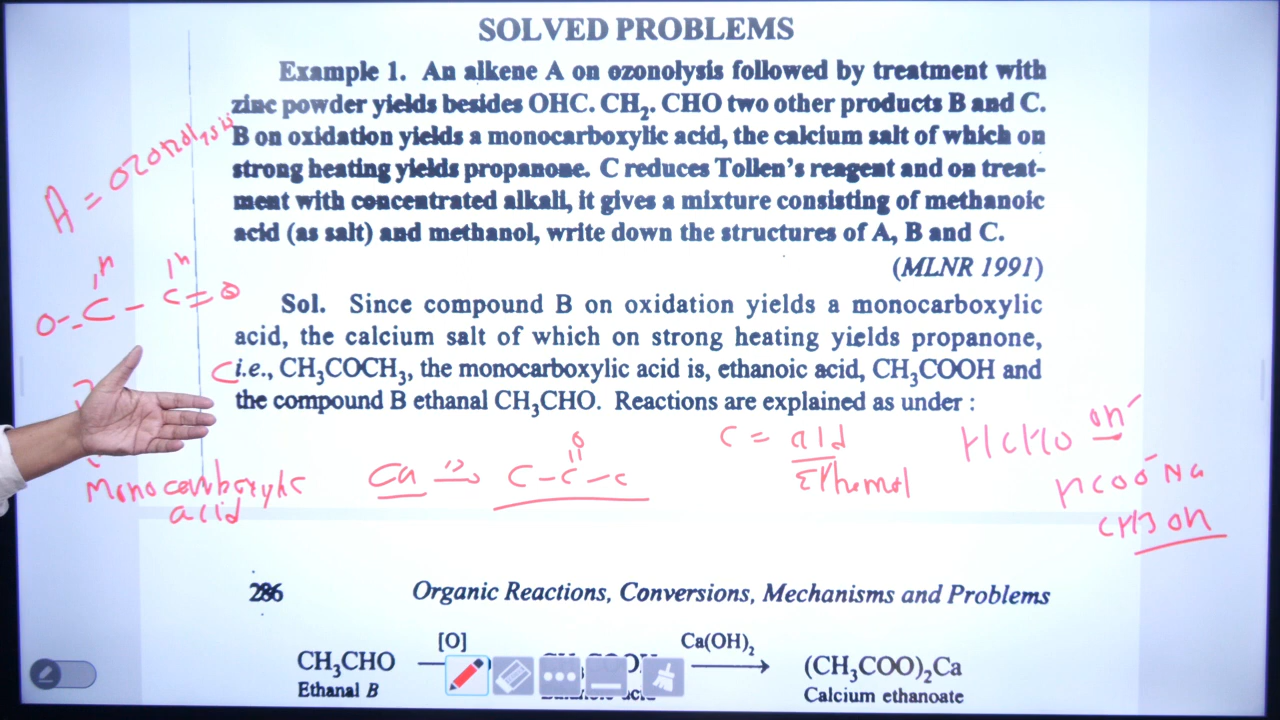 SOLVED PROBLEMS
Example 1. An alkene A on ozonolysis followed by treatment with
zinc powder yields besides OHC. CH₂. CHO two other products B and C.
B on oxidation yields a monocarboxylic acid, the calcium salt of which on
strong heating yields propanone. C reduces Tollen's reagent and on treat-
ment with concentrated alkali, it gives a mixture consisting of methanoic
acid (as salt) and methanol, write down the structures of A, B and C.
(MLNR 1991)
A = ozonolysis
H H
O=C-C=O
Sol. Since compound B on oxidation yields a monocarboxylic
acid, the calcium salt of which on strong heating yields propanone,
i.e., CH₃COCH₃, the monocarboxylic acid is, ethanoic acid, CH₃COOH and
the compound B ethanal CH₃CHO. Reactions are explained as under :
C
Monocarboxylic
acid
Ca
O
C-C-C
C = ald
HCHO OH⁻
HCOO⁻Na
CH3OH
286 Organic Reactions, Conversions, Mechanisms and Problems
[O] Ca(OH)₂
CH₃CHO (CH₃COO)₂Ca
Ethanal B Calcium ethanoate